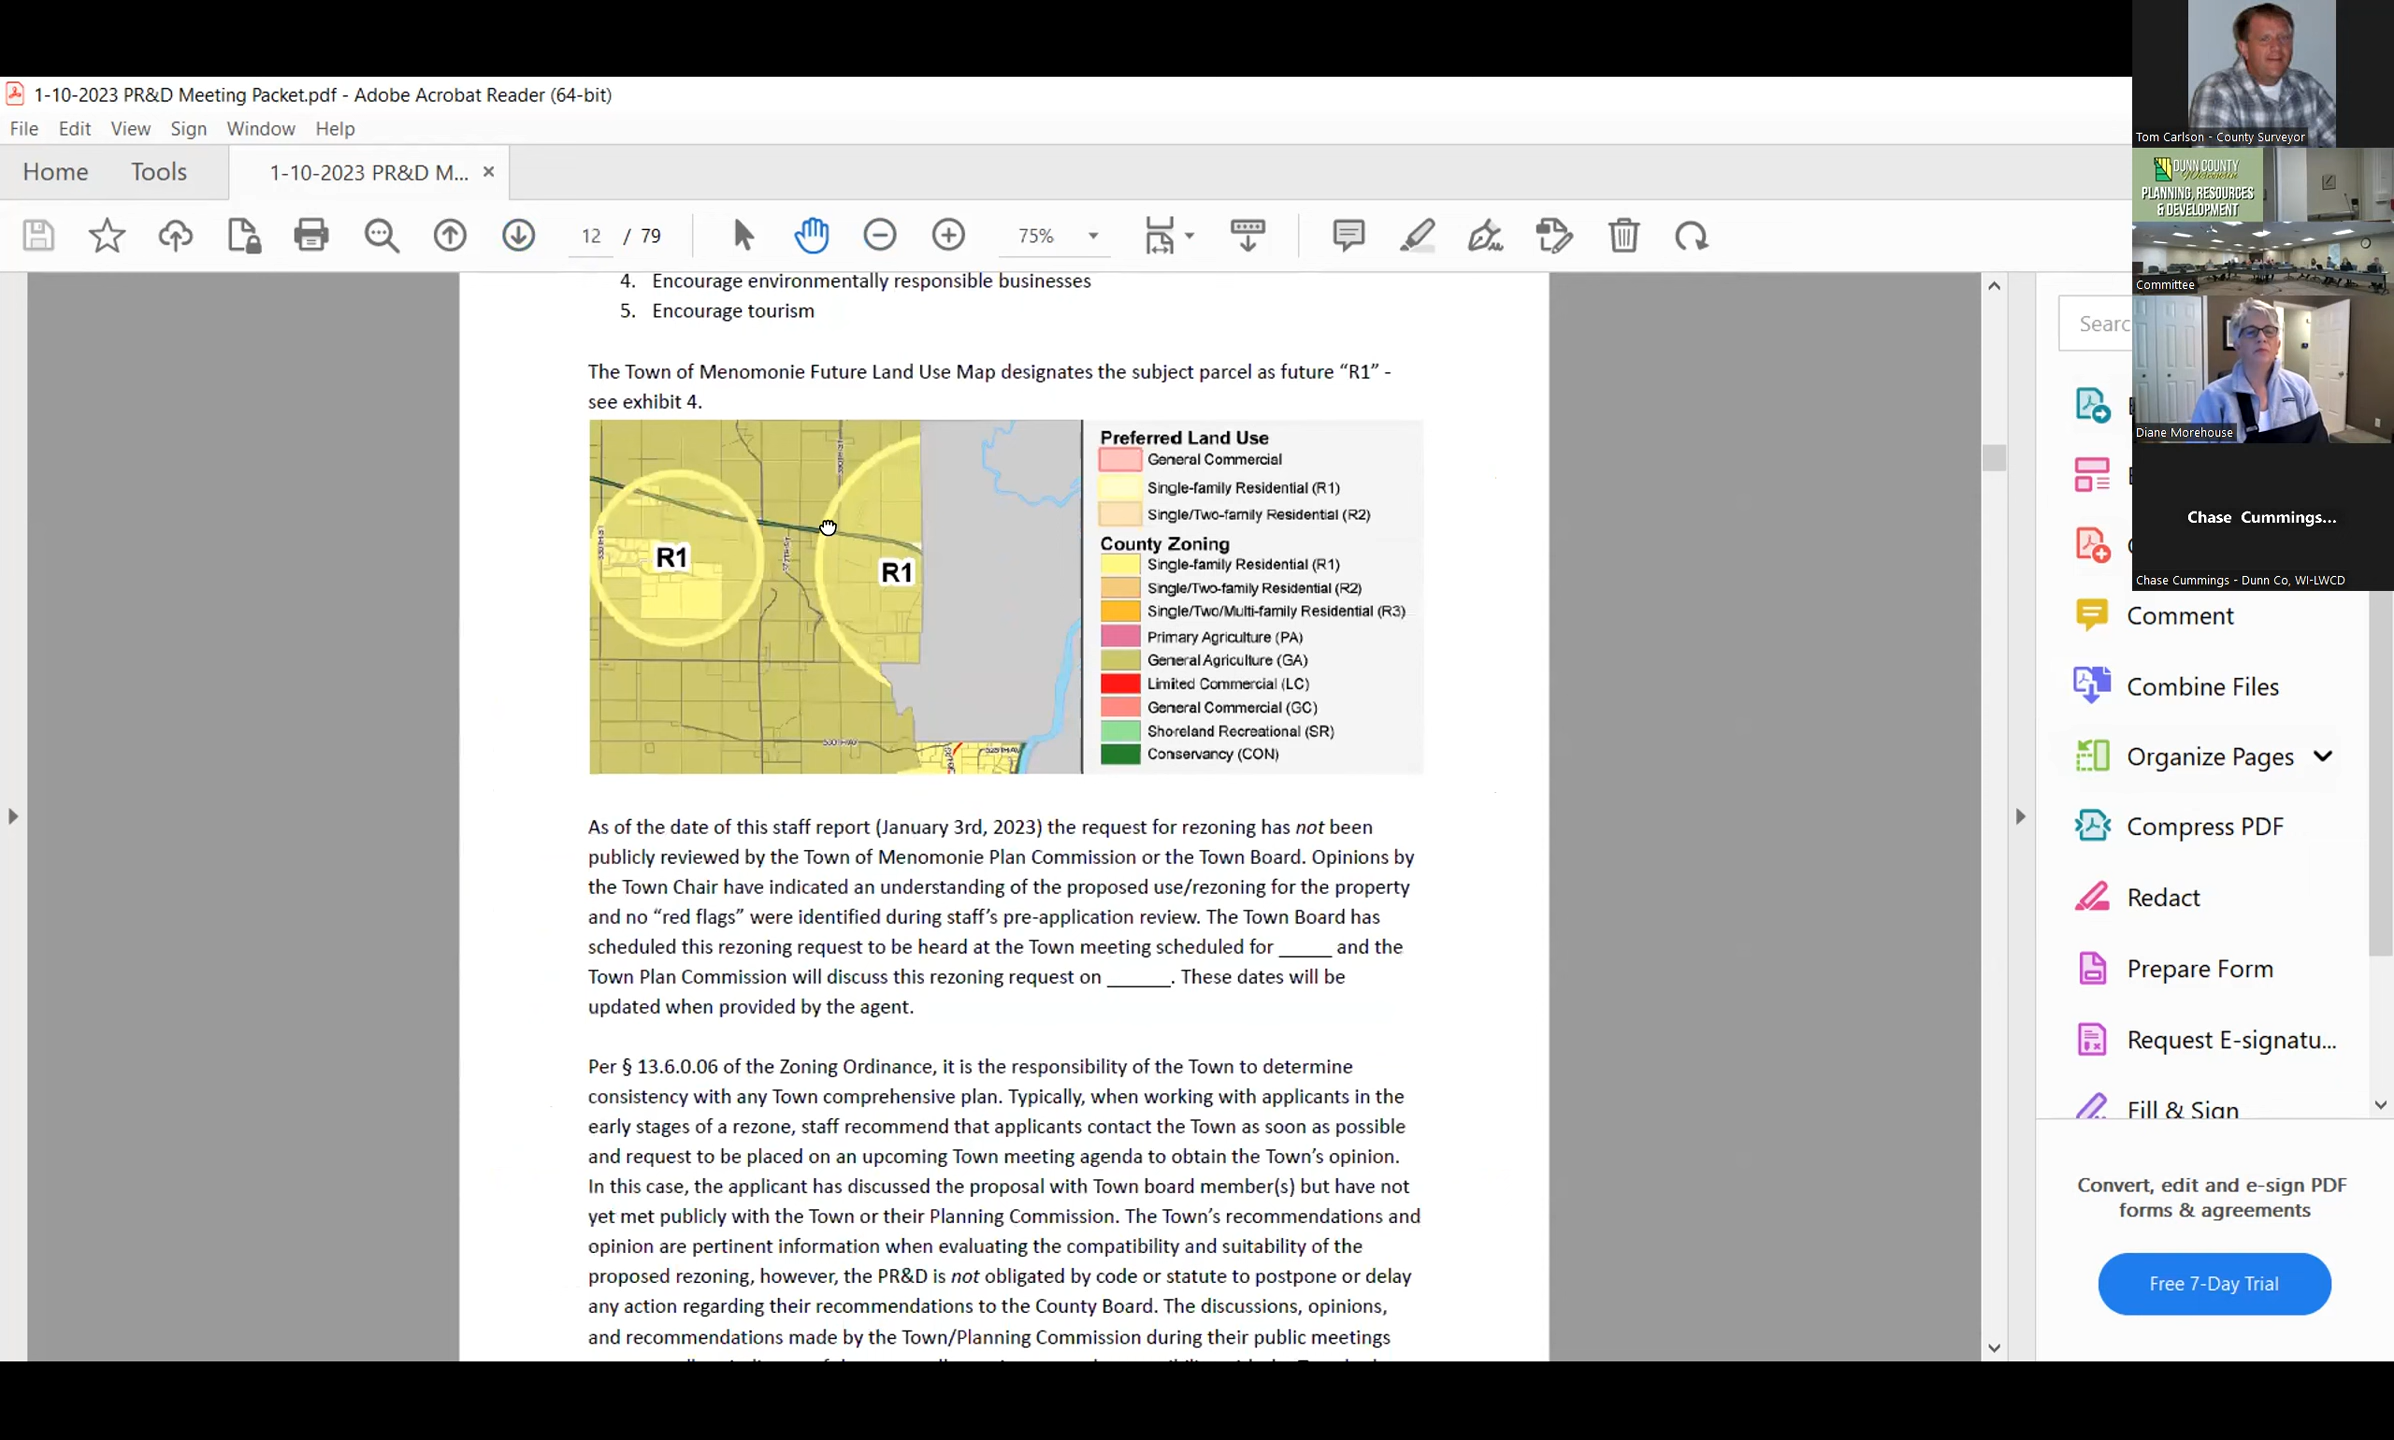 1-10-2023 PR&D Meeting Packet.pdf - Adobe Acrobat Reader (64-bit)
File Edit View Sign Window Help
Home Tools 1-10-2023 PR&D M... ×
12 / 79 75%
4. Encourage environmentally responsible businesses
5. Encourage tourism
The Town of Menomonie Future Land Use Map designates the subject parcel as future “R1” -
see exhibit 4.
R1
R1
Preferred Land Use
General Commercial
Single-family Residential (R1)
Single/Two-family Residential (R2)
County Zoning
Single-family Residential (R1)
Single/Two-family Residential (R2)
Single/Two/Multi-family Residential (R3)
Primary Agriculture (PA)
General Agriculture (GA)
Limited Commercial (LC)
General Commercial (GC)
Shoreland Recreational (SR)
Conservancy (CON)
As of the date of this staff report (January 3rd, 2023) the request for rezoning has not been
publicly reviewed by the Town of Menomonie Plan Commission or the Town Board. Opinions by
the Town Chair have indicated an understanding of the proposed use/rezoning for the property
and no “red flags” were identified during staff’s pre-application review. The Town Board has
scheduled this rezoning request to be heard at the Town meeting scheduled for _____ and the
Town Plan Commission will discuss this rezoning request on ______. These dates will be
updated when provided by the agent.
Per § 13.6.0.06 of the Zoning Ordinance, it is the responsibility of the Town to determine
consistency with any Town comprehensive plan. Typically, when working with applicants in the
early stages of a rezone, staff recommend that applicants contact the Town as soon as possible
and request to be placed on an upcoming Town meeting agenda to obtain the Town’s opinion.
In this case, the applicant has discussed the proposal with Town board member(s) but have not
yet met publicly with the Town or their Planning Commission. The Town’s recommendations and
opinion are pertinent information when evaluating the compatibility and suitability of the
proposed rezoning, however, the PR&D is not obligated by code or statute to postpone or delay
any action regarding their recommendations to the County Board. The discussions, opinions,
and recommendations made by the Town/Planning Commission during their public meetings
Tom Carlson - County Surveyor
DUNN COUNTY
Wisconsin
PLANNING, RESOURCES
& DEVELOPMENT
Committee
Diane Morehouse
Chase Cummings...
Chase Cummings - Dunn Co, WI-LWCD
Searc
Comment
Combine Files
Organize Pages
Compress PDF
Redact
Prepare Form
Request E-signatu...
Fill & Sign
Convert, edit and e-sign PDF
forms & agreements
Free 7-Day Trial